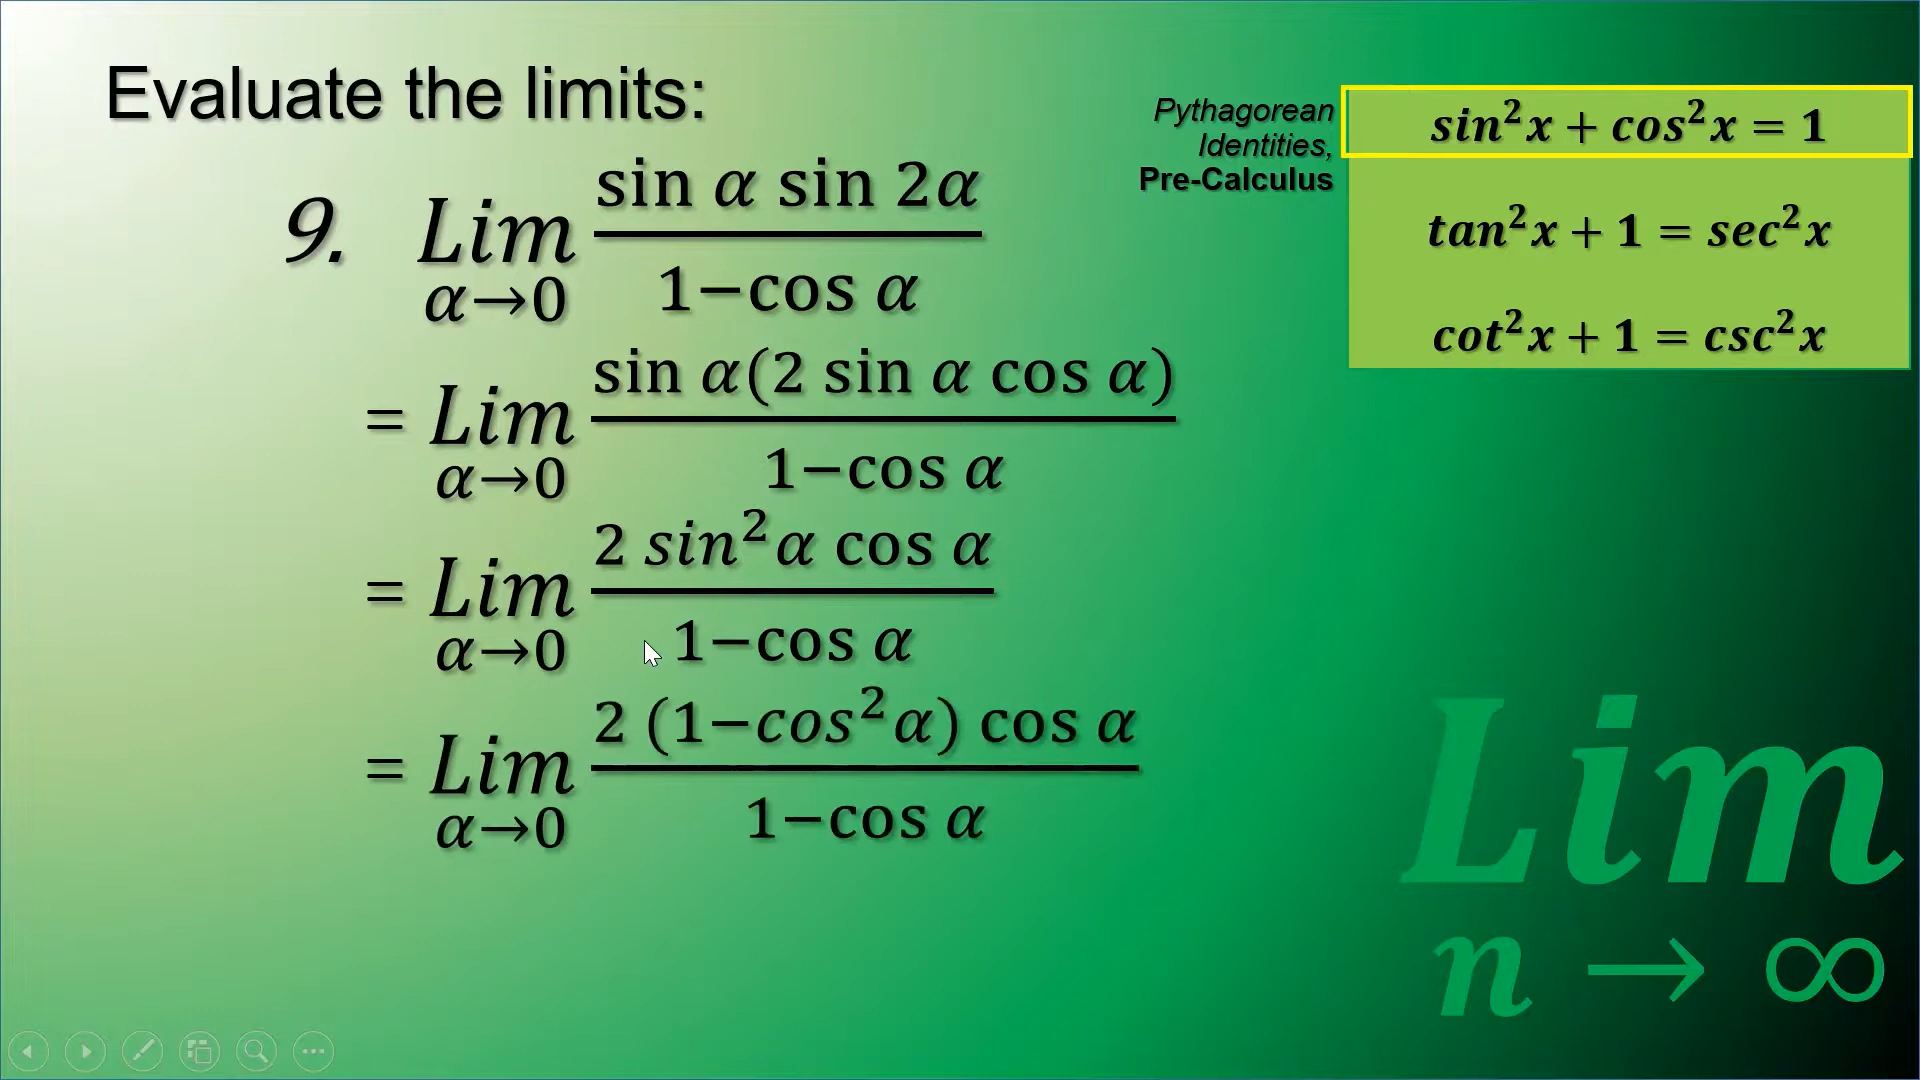 Evaluate the limits:
9. Lim α→0 sin α sin 2α / 1−cos α
= Lim α→0 sin α(2 sin α cos α) / 1−cos α
= Lim α→0 2 sin²α cos α / 1−cos α
= Lim α→0 2 (1−cos²α) cos α / 1−cos α
Pythagorean
Identities,
Pre-Calculus
sin²x + cos²x = 1
tan²x + 1 = sec²x
cot²x + 1 = csc²x
Lim
n → ∞